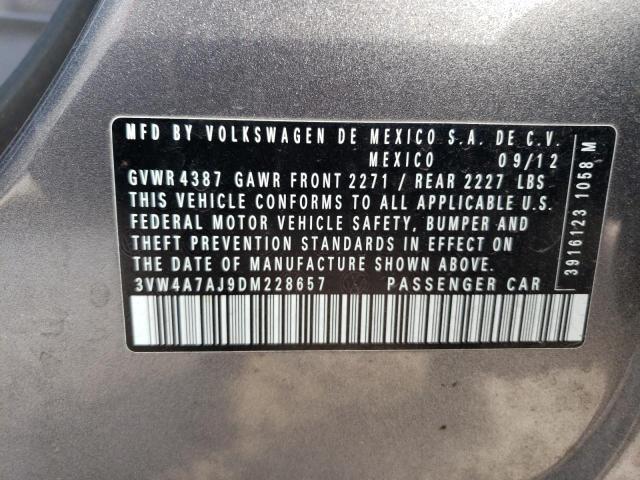 MFD BY VOLKSWAGEN DE MEXICO S.A. DE C.V.
MEXICO 09/12
GVWR 4387 GAWR FRONT 2271 / REAR 2227 LBS
THIS VEHICLE CONFORMS TO ALL APPLICABLE U.S.
FEDERAL MOTOR VEHICLE SAFETY, BUMPER AND
THEFT PREVENTION STANDARDS IN EFFECT ON
THE DATE OF MANUFACTURE SHOWN ABOVE.
3VW4A7AJ9DM228657 PASSENGER CAR
3916123 1058 M